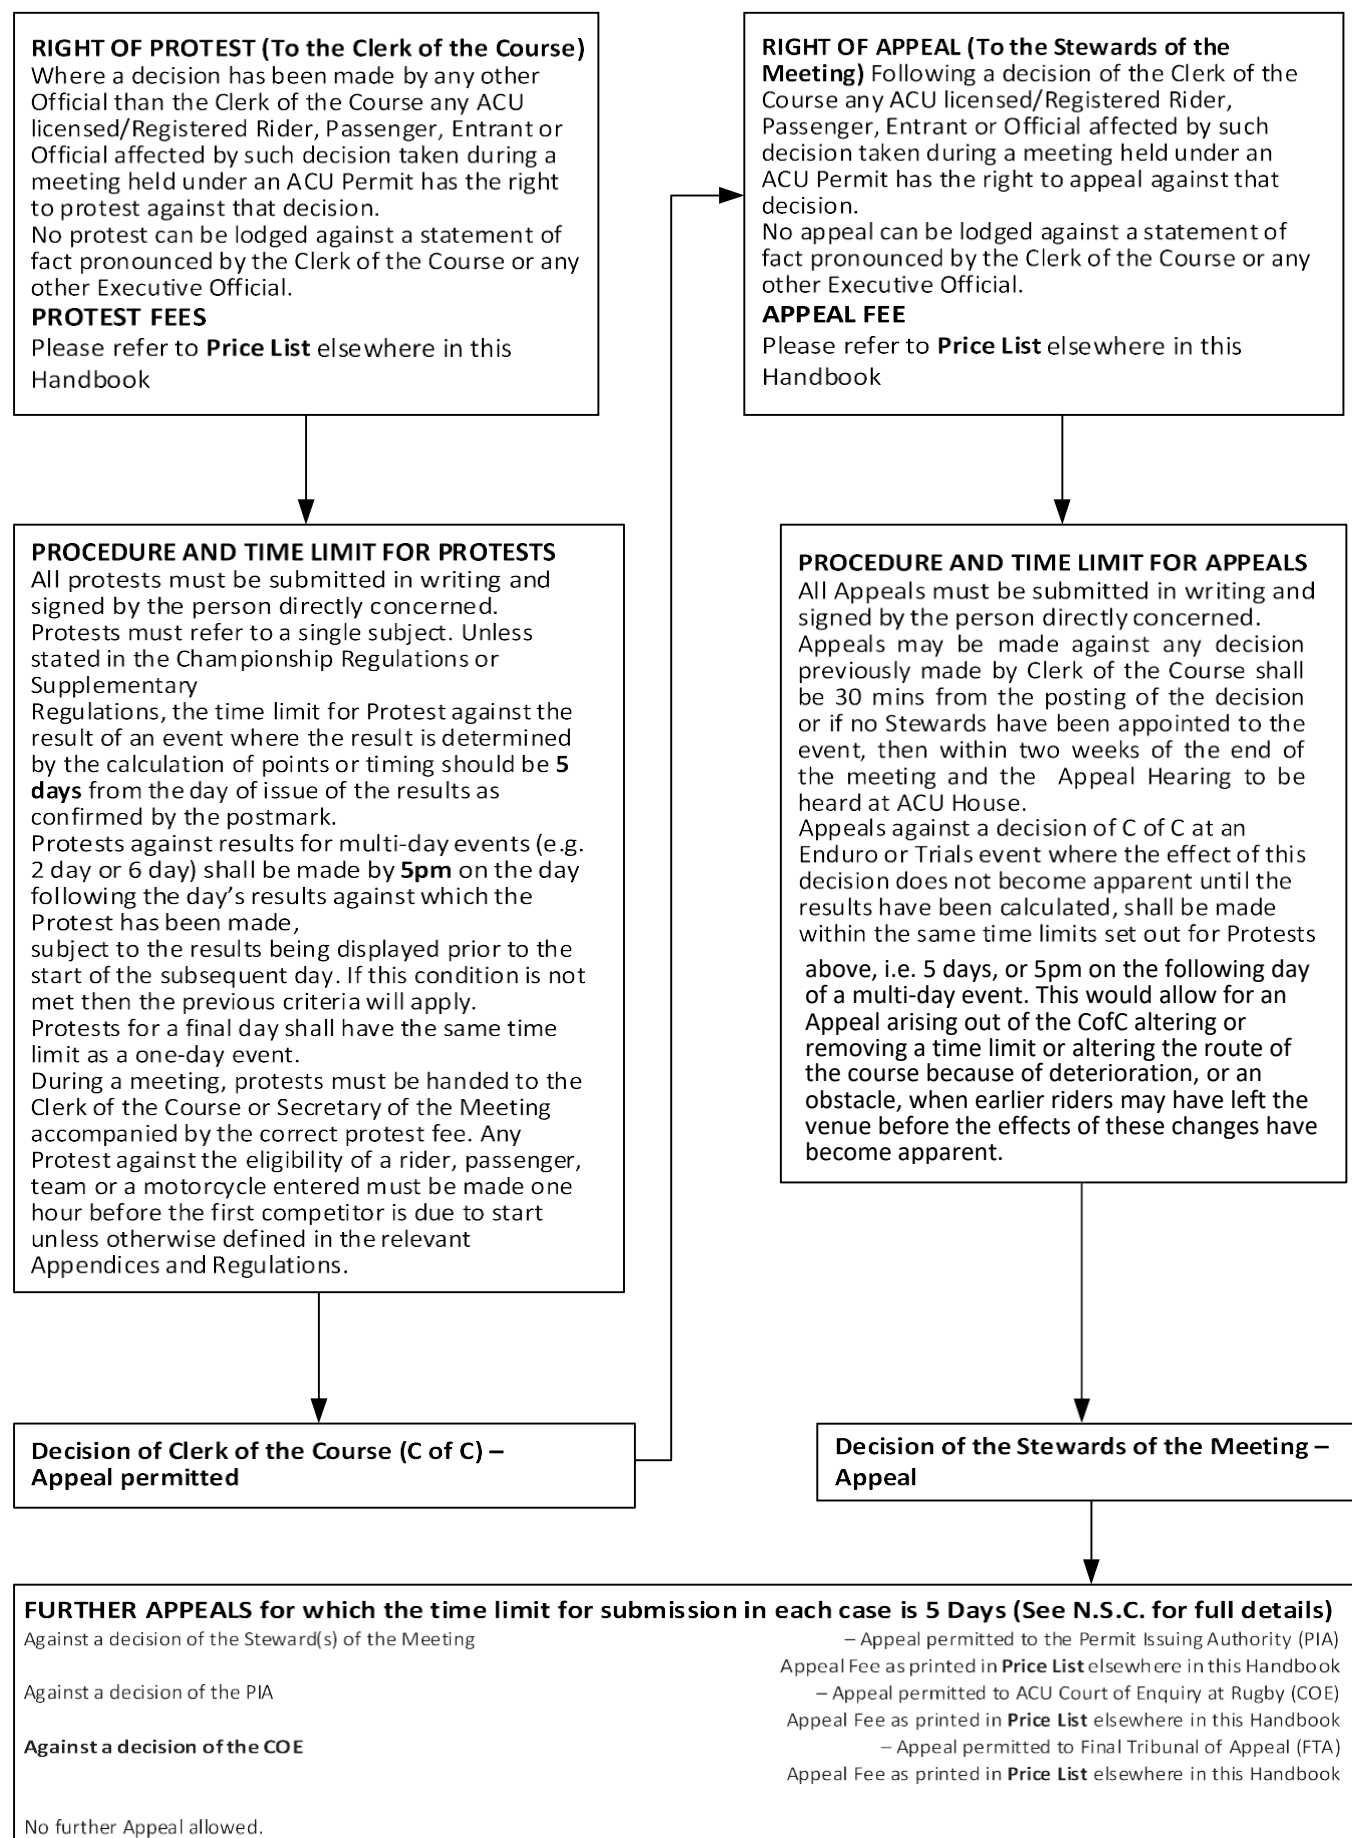 RIGHT OF PROTEST (To the Clerk of the Course)
Where a decision has been made by any other
Official than the Clerk of the Course any ACU
licensed/Registered Rider, Passenger, Entrant or
Official affected by such decision taken during a
meeting held under an ACU Permit has the right
to protest against that decision.
No protest can be lodged against a statement of
fact pronounced by the Clerk of the Course or any
other Executive Official.
PROTEST FEES
Please refer to Price List elsewhere in this
Handbook
PROCEDURE AND TIME LIMIT FOR PROTESTS
All protests must be submitted in writing and
signed by the person directly concerned.
Protests must refer to a single subject. Unless
stated in the Championship Regulations or
Supplementary
Regulations, the time limit for Protest against the
result of an event where the result is determined
by the calculation of points or timing should be 5
days from the day of issue of the results as
confirmed by the postmark.
Protests against results for multi-day events (e.g.
2 day or 6 day) shall be made by 5pm on the day
following the day's results against which the
Protest has been made,
subject to the results being displayed prior to the
start of the subsequent day. If this condition is not
met then the previous criteria will apply.
Protests for a final day shall have the same time
limit as a one-day event.
During a meeting, protests must be handed to the
Clerk of the Course or Secretary of the Meeting
accompanied by the correct protest fee. Any
Protest against the eligibility of a rider, passenger,
team or a motorcycle entered must be made one
hour before the first competitor is due to start
unless otherwise defined in the relevant
Appendices and Regulations.
Decision of Clerk of the Course (C of C) –
Appeal permitted
RIGHT OF APPEAL (To the Stewards of the
Meeting) Following a decision of the Clerk of the
Course any ACU licensed/Registered Rider,
Passenger, Entrant or Official affected by such
decision taken during a meeting held under an
ACU Permit has the right to appeal against that
decision.
No appeal can be lodged against a statement of
fact pronounced by the Clerk of the Course or any
other Executive Official.
APPEAL FEE
Please refer to Price List elsewhere in this
Handbook
PROCEDURE AND TIME LIMIT FOR APPEALS
All Appeals must be submitted in writing and
signed by the person directly concerned.
Appeals may be made against any decision
previously made by Clerk of the Course shall
be 30 mins from the posting of the decision
or if no Stewards have been appointed to the
event, then within two weeks of the end of
the meeting and the Appeal Hearing to be
heard at ACU House.
Appeals against a decision of C of C at an
Enduro or Trials event where the effect of this
decision does not become apparent until the
results have been calculated, shall be made
within the same time limits set out for Protests
above, i.e. 5 days, or 5pm on the following day
of a multi-day event. This would allow for an
Appeal arising out of the CofC altering or
removing a time limit or altering the route of
the course because of deterioration, or an
obstacle, when earlier riders may have left the
venue before the effects of these changes have
become apparent.
Decision of the Stewards of the Meeting –
Appeal
FURTHER APPEALS for which the time limit for submission in each case is 5 Days (See N.S.C. for full details)
Against a decision of the Steward(s) of the Meeting – Appeal permitted to the Permit Issuing Authority (PIA)
Appeal Fee as printed in Price List elsewhere in this Handbook
Against a decision of the PIA – Appeal permitted to ACU Court of Enquiry at Rugby (COE)
Appeal Fee as printed in Price List elsewhere in this Handbook
Against a decision of the COE – Appeal permitted to Final Tribunal of Appeal (FTA)
Appeal Fee as printed in Price List elsewhere in this Handbook
No further Appeal allowed.